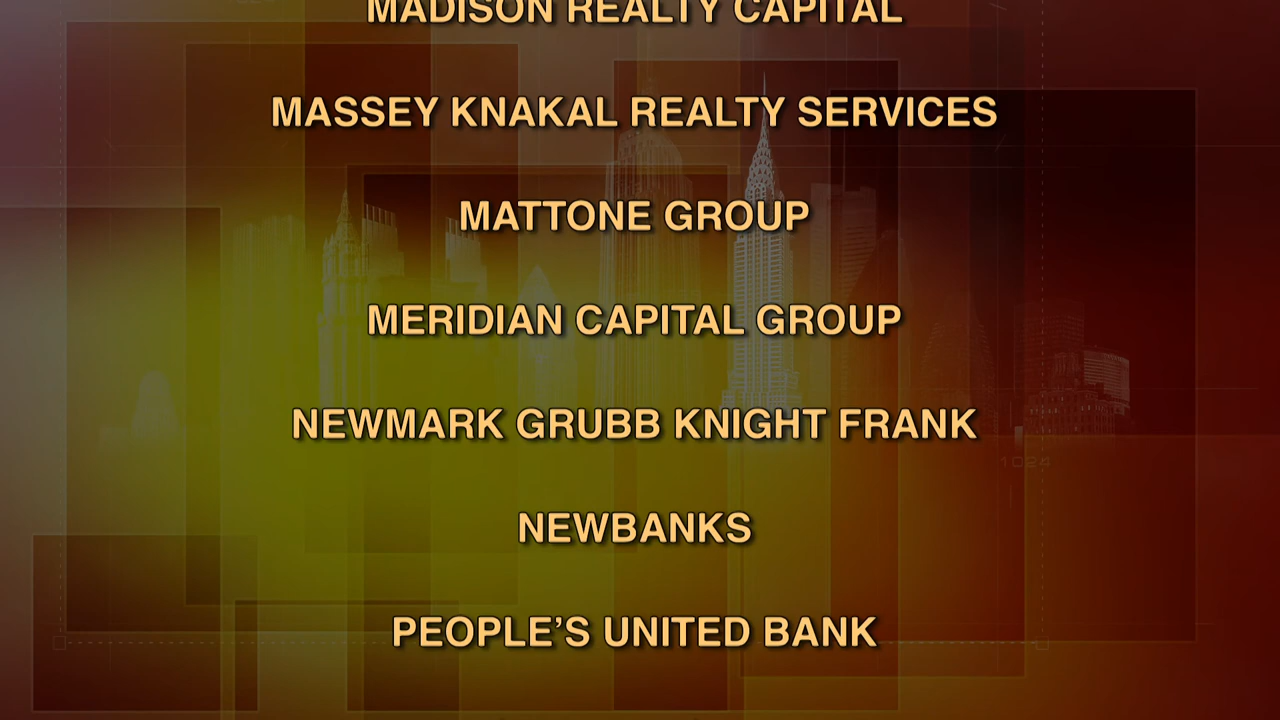 MADISON REALTY CAPITAL
MASSEY KNAKAL REALTY SERVICES
MATTONE GROUP
MERIDIAN CAPITAL GROUP
NEWMARK GRUBB KNIGHT FRANK
1024
NEWBANKS
PEOPLE’S UNITED BANK